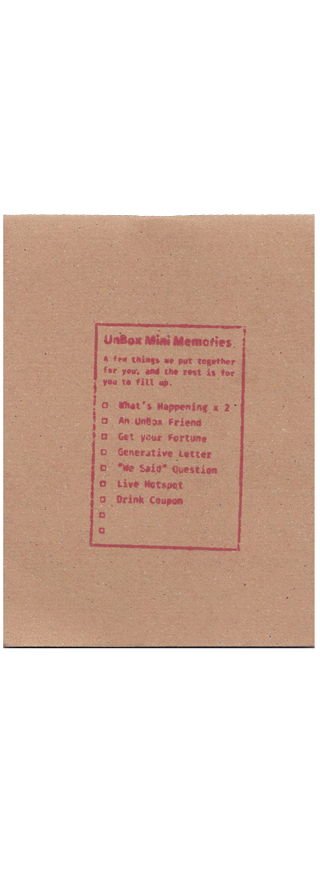 UnBox Mini Memories
A few things we put together
for you, and the rest is for
you to fill up.
What's Happening x 2
An UnBox Friend
Get your Fortune
Generative Letter
"We Said" Question
Live Hotspot
Drink Coupon